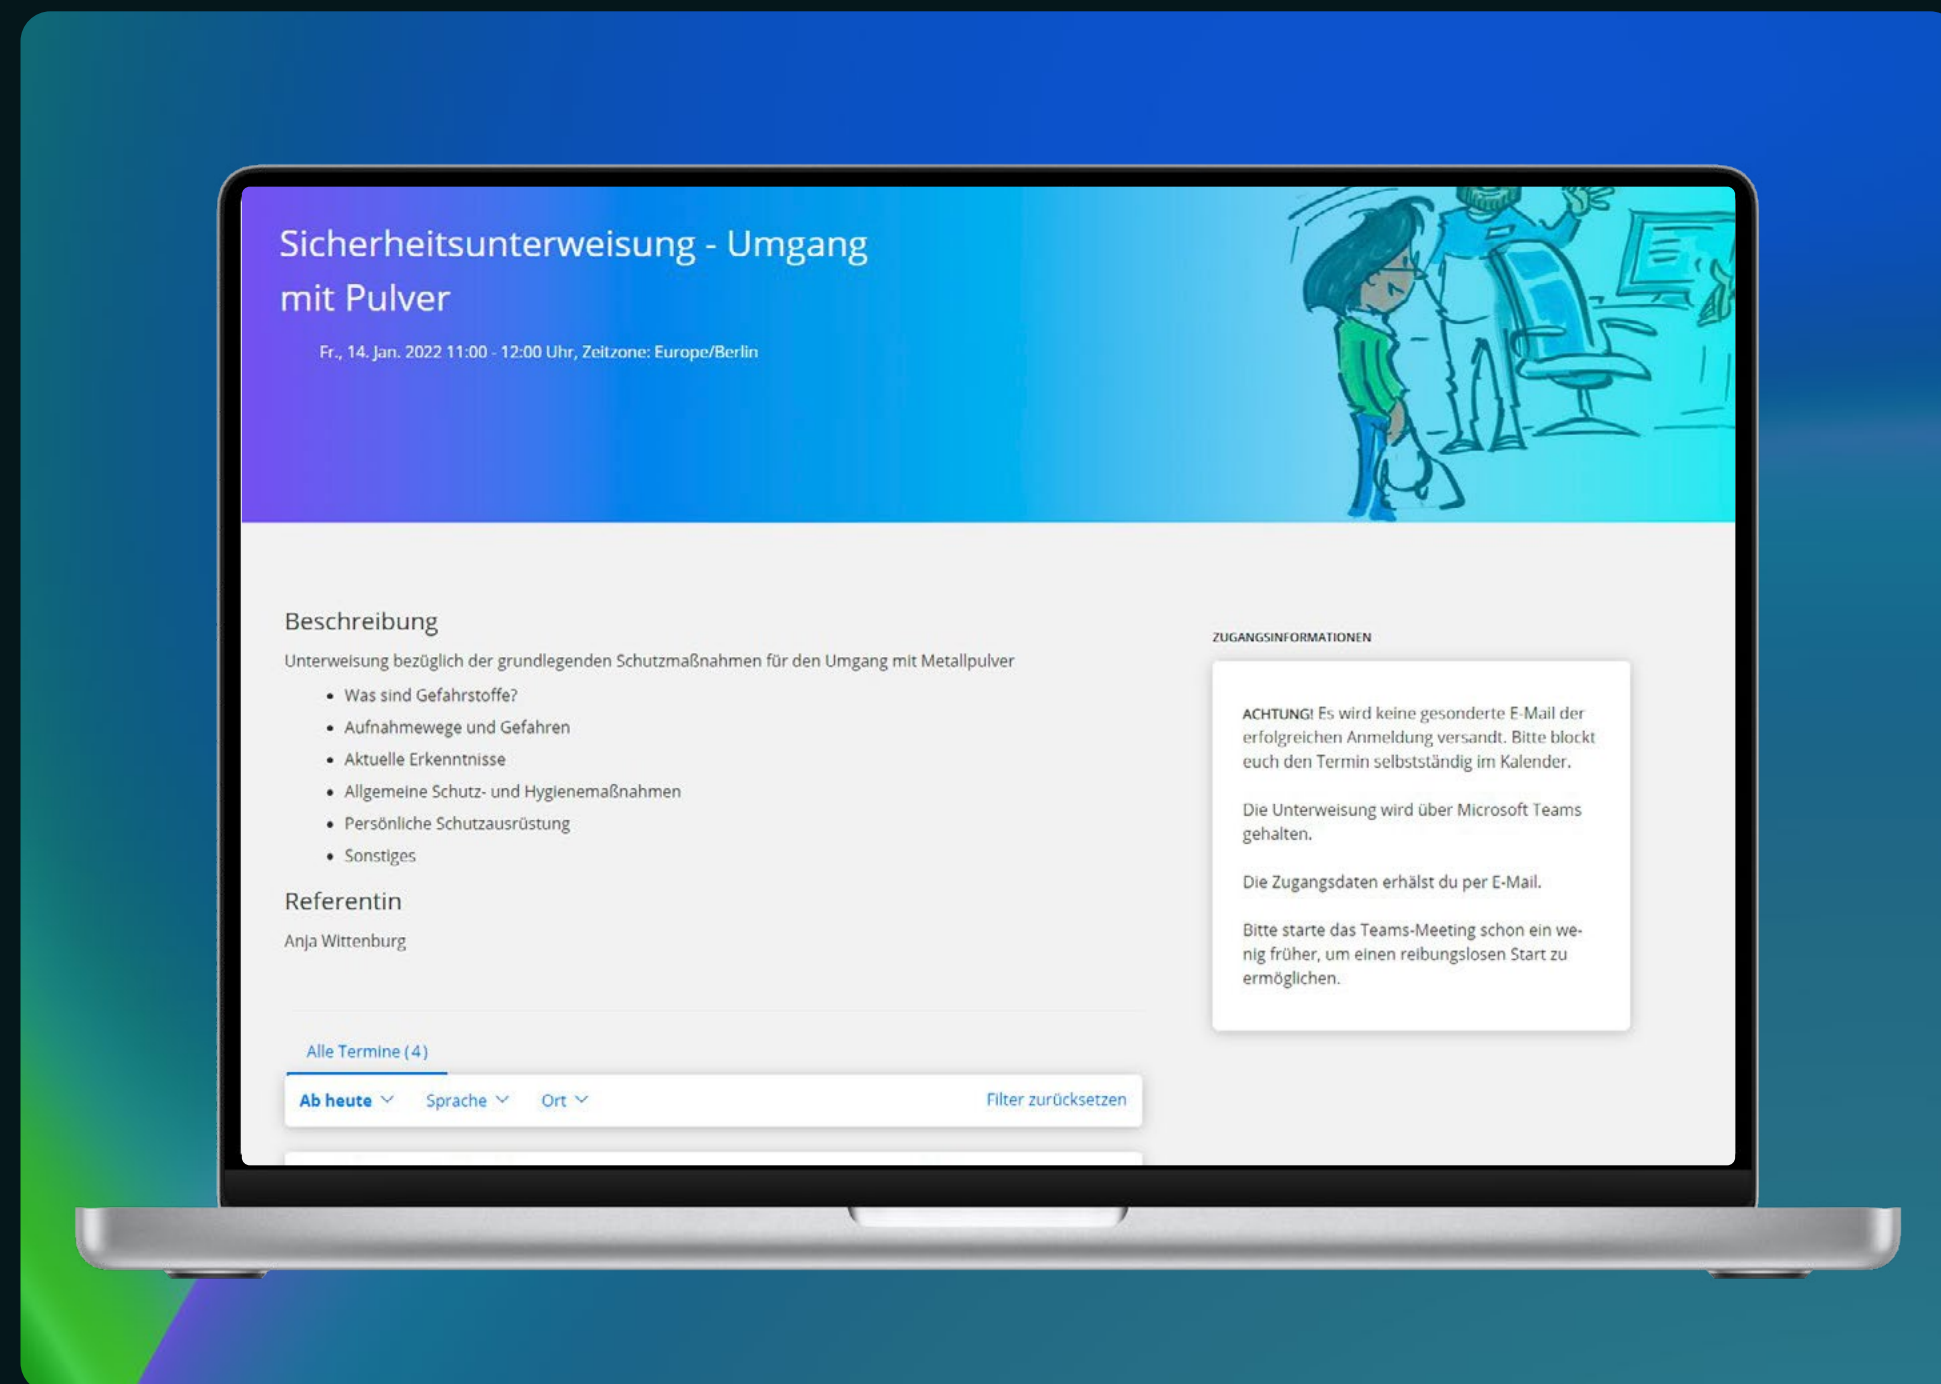 Sicherheitsunterweisung - Umgang
mit Pulver
Fr., 14. Jan. 2022 11:00 - 12:00 Uhr, Zeitzone: Europe/Berlin
Beschreibung
Unterweisung bezüglich der grundlegenden Schutzmaßnahmen für den Umgang mit Metallpulver
• Was sind Gefahrstoffe?
• Aufnahmewege und Gefahren
• Aktuelle Erkenntnisse
• Allgemeine Schutz- und Hygienemaßnahmen
• Persönliche Schutzausrüstung
• Sonstiges
Referentin
Anja Wittenburg
Alle Termine (4)
Ab heute Sprache Ort Filter zurücksetzen
ZUGANGSINFORMATIONEN
ACHTUNG! Es wird keine gesonderte E-Mail der
erfolgreichen Anmeldung versandt. Bitte blockt
euch den Termin selbstständig im Kalender.
Die Unterweisung wird über Microsoft Teams
gehalten.
Die Zugangsdaten erhälst du per E-Mail.
Bitte starte das Teams-Meeting schon ein we-
nig früher, um einen reibungslosen Start zu
ermöglichen.